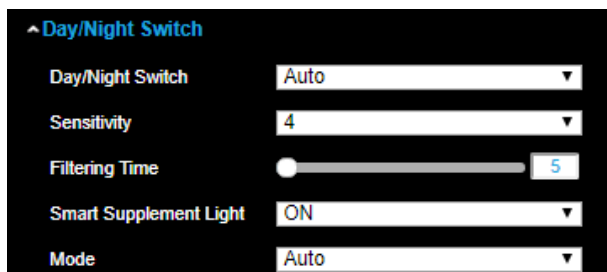 Day/Night Switch
Day/Night Switch Auto
Sensitivity 4
Filtering Time 5
Smart Supplement Light ON
Mode Auto